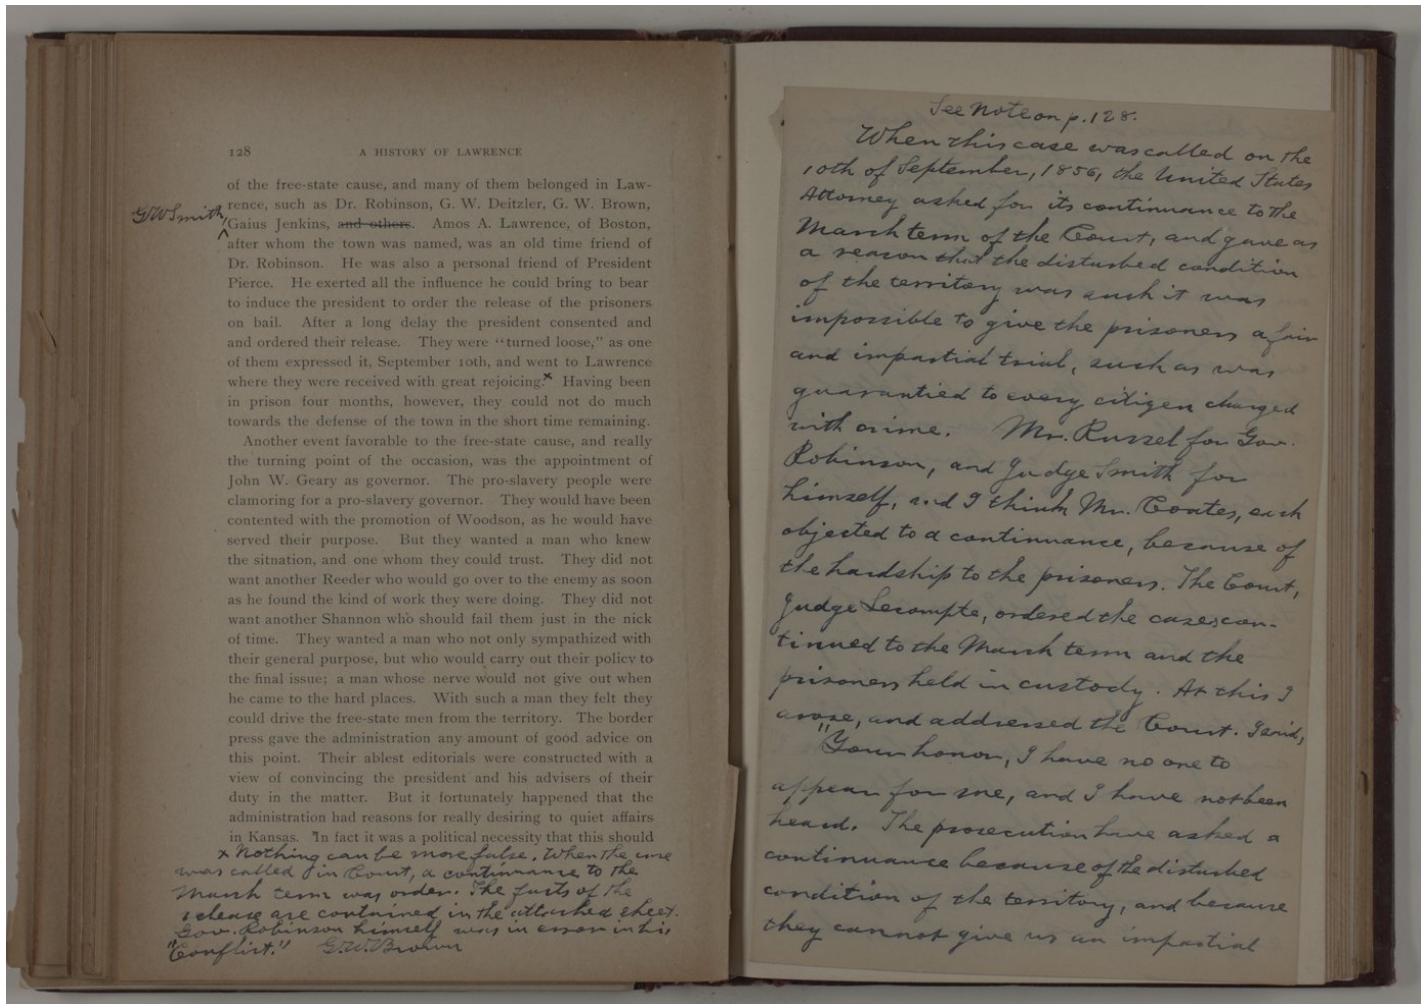 128 A HISTORY OF LAWRENCE
of the free-state cause, and many of them belonged in Law-
rence, such as Dr. Robinson, G. W. Deitzler, G. W. Brown,
GW Smith,
^
Gaius Jenkins, and others. Amos A. Lawrence, of Boston,
after whom the town was named, was an old time friend of
Dr. Robinson. He was also a personal friend of President
Pierce. He exerted all the influence he could bring to bear
to induce the president to order the release of the prisoners
on bail. After a long delay the president consented and
and ordered their release. They were “turned loose,” as one
of them expressed it, September 10th, and went to Lawrence
where they were received with great rejoicing.x Having been
in prison four months, however, they could not do much
towards the defense of the town in the short time remaining.
Another event favorable to the free-state cause, and really
the turning point of the occasion, was the appointment of
John W. Geary as governor. The pro-slavery people were
clamoring for a pro-slavery governor. They would have been
contented with the promotion of Woodson, as he would have
served their purpose. But they wanted a man who knew
the sitnation, and one whom they could trust. They did not
want another Reeder who would go over to the enemy as soon
as he found the kind of work they were doing. They did not
want another Shannon who should fail them just in the nick
of time. They wanted a man who not only sympathized with
their general purpose, but who would carry out their policy to
the final issue; a man whose nerve would not give out when
he came to the hard places. With such a man they felt they
could drive the free-state men from the territory. The border
press gave the administration any amount of good advice on
this point. Their ablest editorials were constructed with a
view of convincing the president and his advisers of their
duty in the matter. But it fortunately happened that the
administration had reasons for really desiring to quiet affairs
in Kansas. In fact it was a political necessity that this should
x Nothing can be more false. When the case
was called in Court, a continuance to the
March term was order. The facts of the
release are contained in the attached sheet.
Gov. Robinson himself was in error in his
"Conflict." G.W. Brown
See Note on p. 128.
When this case was called on the
10th of September, 1856, the United States
Attorney asked for its continuance to the
March term of the Court, and gave as
a reason that the disturbed condition
of the territory was such it was
impossible to give the prisoners a fair
and impartial trial, such as was
guarantied to every citizen charged
with crime. Mr. Russel for Gov.
Robinson, and Judge Smith for
himself, and I think Mr. Coates, each
objected to a continuance, because of
the hardship to the prisoners. The Court,
Judge Lecompte, ordered the cases con-
tinued to the March term and the
prisoners held in custody. At this I
arose, and addressed the Court. I said,
"Your honor, I have no one to
appear for me, and I have not been
heard. The prosecution have asked a
continuance because of the disturbed
condition of the territory, and because
they cannot give us an impartial